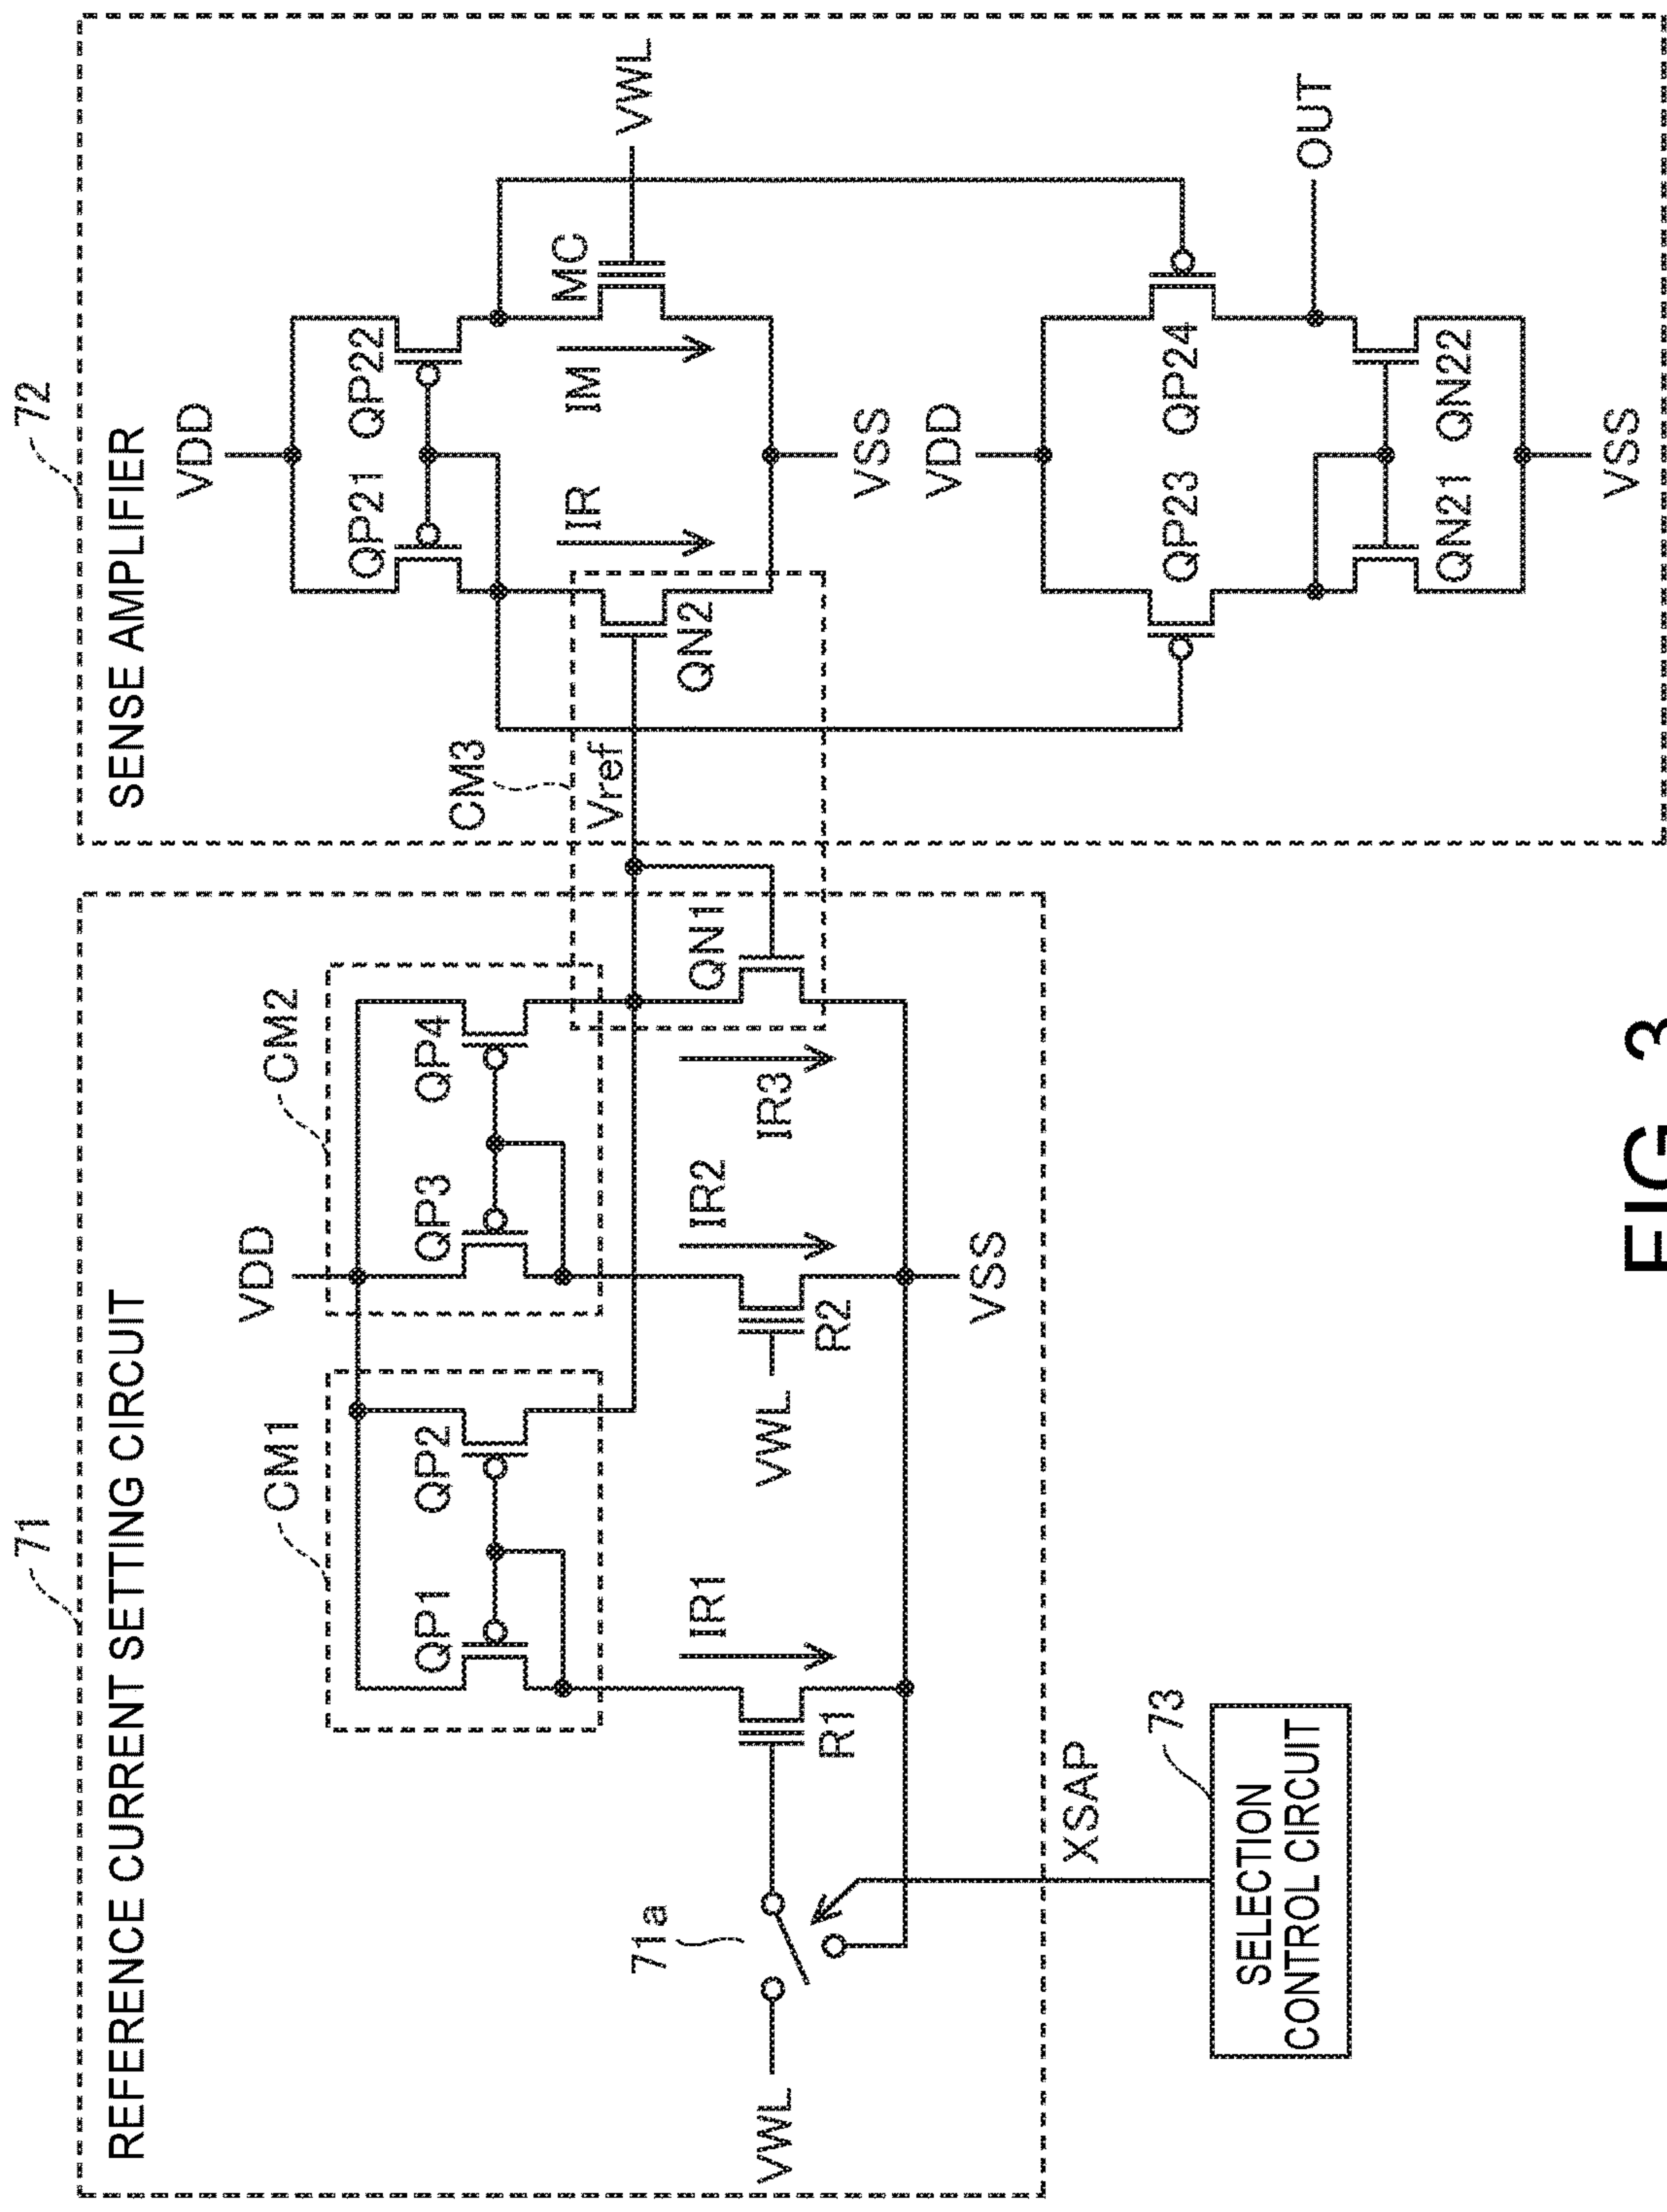 71
REFERENCE CURRENT SETTING CIRCUIT
VDD
CM1
CM2
QP1
QP2
QP3
QP4
IR1
IR2
IR3
QN1
R1
R2
VWL
VWL
71a
VSS
XSAP
73
SELECTION
CONTROL CIRCUIT
72
SENSE AMPLIFIER
VDD
QP21
QP22
CM3
Vref
IR
IM
MC
VWL
QN2
VSS
VDD
QP23
QP24
OUT
QN21
QN22
VSS
FIG. 3